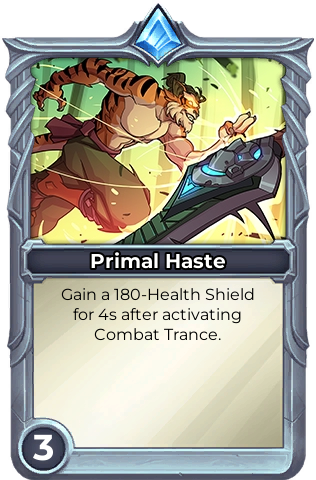 Primal Haste
Gain a 180-Health Shield
for 4s after activating
Combat Trance.
3